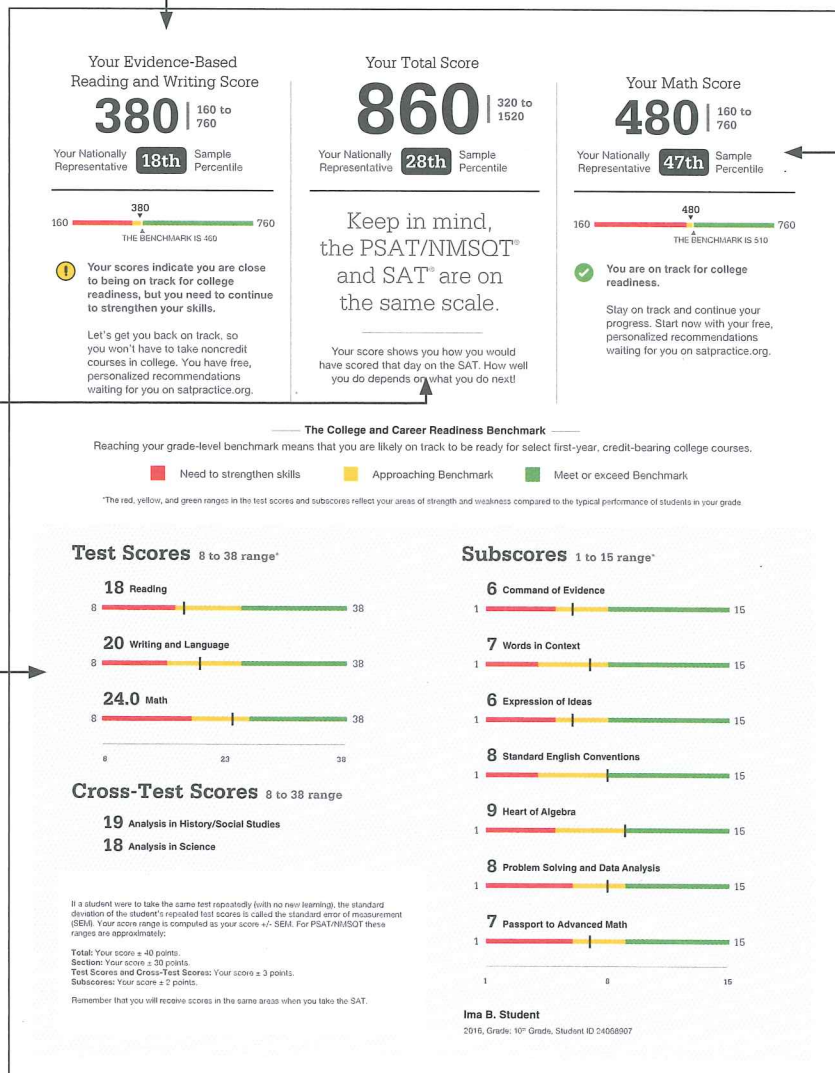 Your Evidence-Based
Reading and Writing Score
380 | 160 to
760
Your Nationally
Representative 18th Sample
Percentile
380
160 760
THE BENCHMARK IS 460
! Your scores indicate you are close
to being on track for college
readiness, but you need to continue
to strengthen your skills.
Let's get you back on track, so
you won't have to take noncredit
courses in college. You have free,
personalized recommendations
waiting for you on satpractice.org.
Your Total Score
860 | 320 to
1520
Your Nationally
Representative 28th Sample
Percentile
Keep in mind,
the PSAT/NMSQT®
and SAT® are on
the same scale.
Your score shows you how you would
have scored that day on the SAT. How well
you do depends on what you do next!
Your Math Score
480 | 160 to
760
Your Nationally
Representative 47th Sample
Percentile
480
160 760
THE BENCHMARK IS 510
You are on track for college
readiness.
Stay on track and continue your
progress. Start now with your free,
personalized recommendations
waiting for you on satpractice.org.
The College and Career Readiness Benchmark
Reaching your grade-level benchmark means that you are likely on track to be ready for select first-year, credit-bearing college courses.
Need to strengthen skills Approaching Benchmark Meet or exceed Benchmark
*The red, yellow, and green ranges in the test scores and subscores reflect your areas of strength and weakness compared to the typical performance of students in your grade.
Test Scores 8 to 38 range*
18 Reading
8 38
20 Writing and Language
8 38
24.0 Math
8 38
8 23 38
Cross-Test Scores 8 to 38 range
19 Analysis in History/Social Studies
18 Analysis in Science
If a student were to take the same test repeatedly (with no new learning), the standard
deviation of the student's repeated test scores is called the standard error of measurement
(SEM). Your score range is computed as your score +/- SEM. For PSAT/NMSQT these
ranges are approximately:
Total: Your score ± 40 points.
Section: Your score ± 30 points.
Test Scores and Cross-Test Scores: Your score ± 3 points.
Subscores: Your score ± 2 points.
Remember that you will receive scores in the same areas when you take the SAT.
Subscores 1 to 15 range*
6 Command of Evidence
1 15
7 Words in Context
1 15
6 Expression of Ideas
1 15
8 Standard English Conventions
1 15
9 Heart of Algebra
1 15
8 Problem Solving and Data Analysis
1 15
7 Passport to Advanced Math
1 15
1 8 15
Ima B. Student
2016, Grade: 10th Grade, Student ID 24068907